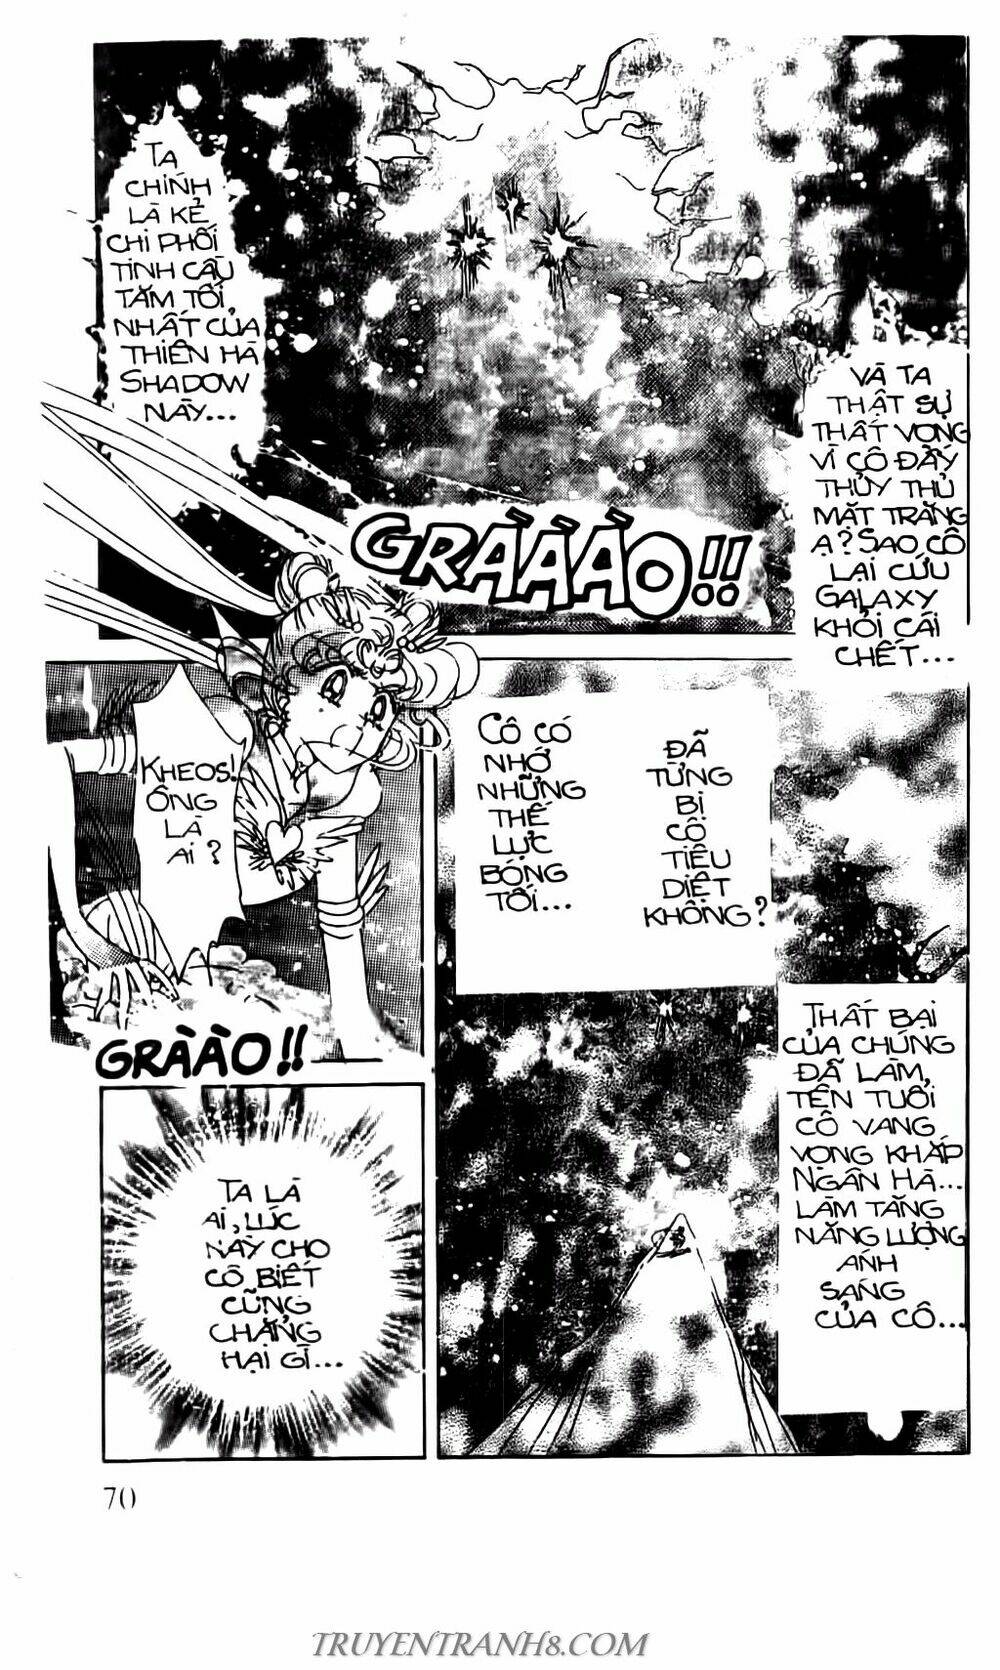 TA
CHÍNH
LÀ KẺ
CHI PHỐI
TINH CẦU
TĂM TỐI
NHẤT CỦA
THIÊN HÀ
SHADOW
NÀY...
VÀ TA
THẬT SỰ
THẤT VỌNG
VÌ CÔ ĐẤY
THỦY THỦ
MẶT TRĂNG
Ạ? SAO CÔ
LẠI CỨU
GALAXY
KHỎI CÁI
CHẾT...
GRÀÀÀO!!
KHEOS!
ÔNG
LÀ
AI?
GRÀÀO!!
CÔ CÓ
NHỚ
NHỮNG
THẾ
LỰC
BÓNG
TỐI...
ĐÃ
TỪNG
BỊ
CÔ
TIÊU
DIỆT
KHÔNG?
THẤT BẠI
CỦA CHÚNG
ĐÃ LÀM,
TÊN TUỔI
CÔ VANG
VỌNG KHẮP
NGÂN HÀ...
LÀM TĂNG
NĂNG LƯỢNG
ÁNH
SÁNG
CỦA CÔ...
TA LÀ
AI, LÚC
NÀY CHO
CÔ BIẾT
CŨNG
CHẲNG
HẠI GÌ...
70
TRUYENTRANH8.COM